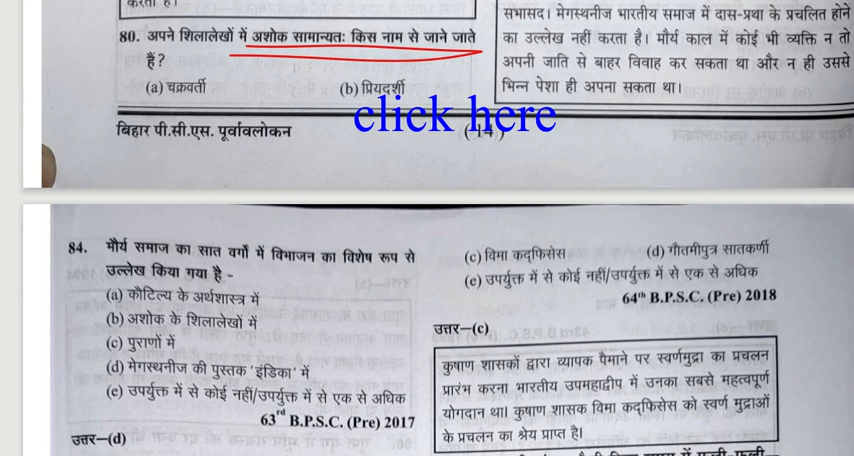 करता है।
80. अपने शिलालेखों में अशोक सामान्यतः किस नाम से जाने जाते
हैं?
(a) चक्रवर्ती (b) प्रियदर्शी
सभासद। मेगस्थनीज भारतीय समाज में दास-प्रथा के प्रचलित होने
का उल्लेख नहीं करता है। मौर्य काल में कोई भी व्यक्ति न तो
अपनी जाति से बाहर विवाह कर सकता था और न ही उससे
भिन्न पेशा ही अपना सकता था।
click here
बिहार पी.सी.एस. पूर्वावलोकन (14)
84. मौर्य समाज का सात वर्गों में विभाजन का विशेष रूप से
उल्लेख किया गया है -
(a) कौटिल्य के अर्थशास्त्र में
(b) अशोक के शिलालेखों में
(c) पुराणों में
(d) मेगस्थनीज की पुस्तक 'इंडिका' में
(e) उपर्युक्त में से कोई नहीं/उपर्युक्त में से एक से अधिक
63rd B.P.S.C. (Pre) 2017
उत्तर–(d)
(c) विमा कदफिसेस (d) गौतमीपुत्र सातकर्णी
(e) उपर्युक्त में से कोई नहीं/उपर्युक्त में से एक से अधिक
64th B.P.S.C. (Pre) 2018
उत्तर–(c)
कुषाण शासकों द्वारा व्यापक पैमाने पर स्वर्णमुद्रा का प्रचलन
प्रारंभ करना भारतीय उपमहाद्वीप में उनका सबसे महत्वपूर्ण
योगदान था। कुषाण शासक विमा कदफिसेस को स्वर्ण मुद्राओं
के प्रचलन का श्रेय प्राप्त है।